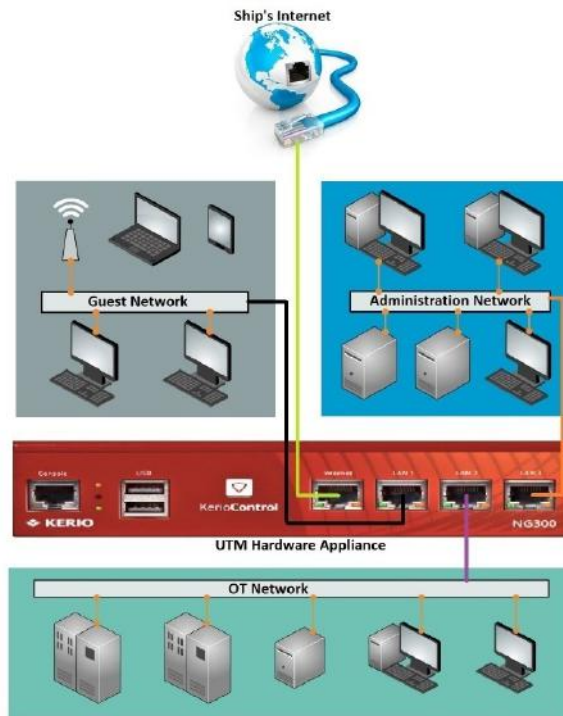 Ship's Internet
Guest Network
Administration Network
Console
USB
KerioControl
Internet
LAN 1
LAN 2
LAN 3
KERIO
NG300
UTM Hardware Appliance
OT Network